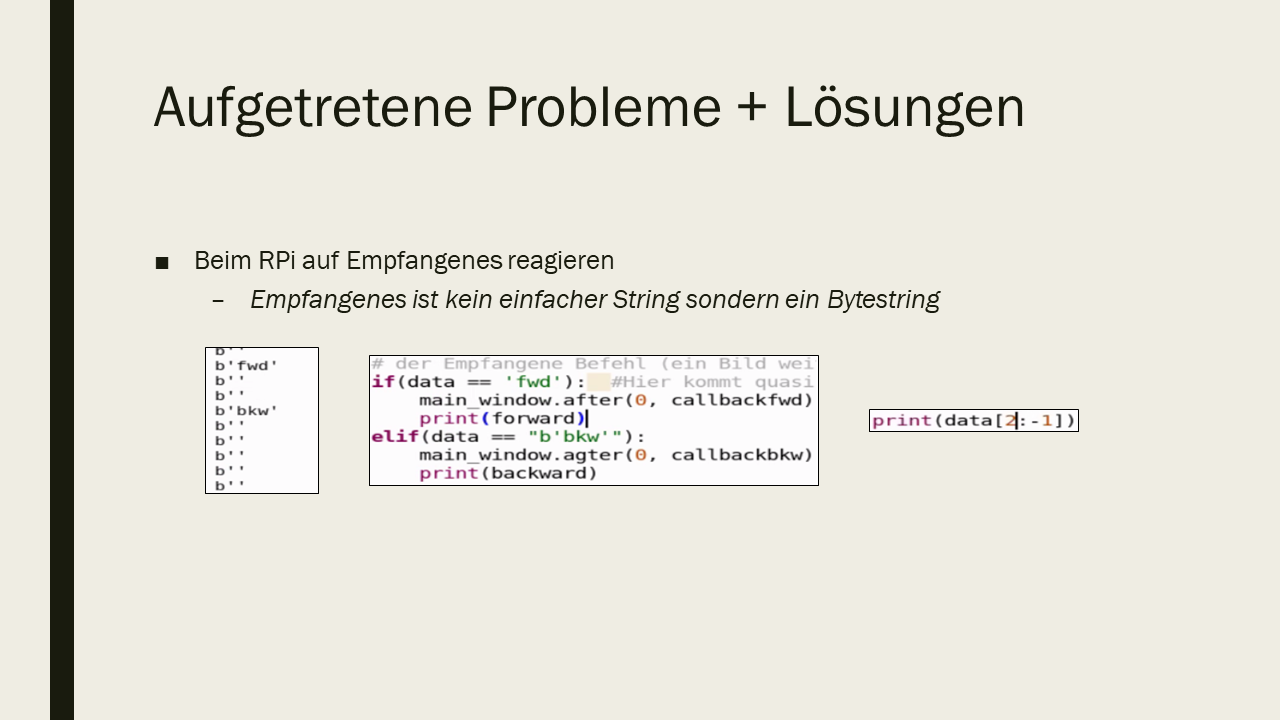 Aufgetretene Probleme + Lösungen
■ Beim RPi auf Empfangenes reagieren
– Empfangenes ist kein einfacher String sondern ein Bytestring
b''
b'fwd'
b''
b''
b'bkw'
b''
b''
b''
b''
b''
# der Empfangene Befehl (ein Bild wei
if(data == 'fwd'): #Hier kommt quasi
main_window.after(0, callbackfwd)
print(forward)
elif(data == "b'bkw'"):
main_window.agter(0, callbackbkw)
print(backward)
print(data[2:-1])